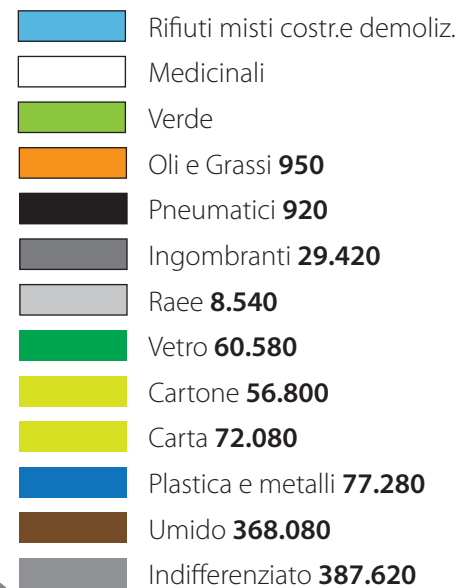 Rifiuti misti costr.e demoliz.
Medicinali
Verde
Oli e Grassi 950
Pneumatici 920
Ingombranti 29.420
Raee 8.540
Vetro 60.580
Cartone 56.800
Carta 72.080
Plastica e metalli 77.280
Umido 368.080
Indifferenziato 387.620